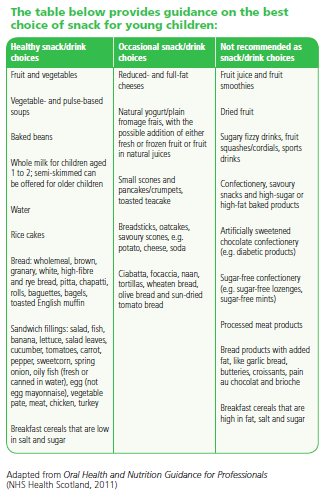 The table below provides guidance on the best
choice of snack for young children:
Healthy snack/drink
choices
Fruit and vegetables
Vegetable- and pulse-based
soups
Baked beans
Whole milk for children aged
1 to 2; semi-skimmed can
be offered for older children
Water
Rice cakes
Bread: wholemeal, brown,
granary, white, high-fibre
and rye bread, pitta, chapatti,
rolls, baguettes, bagels,
toasted English muffin
Sandwich fillings: salad, fish,
banana, lettuce, salad leaves,
cucumber, tomatoes, carrot,
pepper, sweetcorn, spring
onion, oily fish (fresh or
canned in water), egg (not
egg mayonnaise), vegetable
pate, meat, chicken, turkey
Breakfast cereals that are low
in salt and sugar
Occasional snack/drink
choices
Reduced- and full-fat
cheeses
Natural yogurt/plain
fromage frais, with the
possible addition of either
fresh or frozen fruit or fruit
in natural juices
Small scones and
pancakes/crumpets,
toasted teacake
Breadsticks, oatcakes,
savoury scones, e.g.
potato, cheese, soda
Ciabatta, focaccia, naan,
tortillas, wheaten bread,
olive bread and sun-dried
tomato bread
Not recommended as
snack/drink choices
Fruit juice and fruit
smoothies
Dried fruit
Sugary fizzy drinks, fruit
squashes/cordials, sports
drinks
Confectionery, savoury
snacks and high-sugar or
high-fat baked products
Artificially sweetened
chocolate confectionery
(e.g. diabetic products)
Sugar-free confectionery
(e.g. sugar-free lozenges,
sugar-free mints)
Processed meat products
Bread products with added
fat, like garlic bread,
butteries, croissants, pain
au chocolat and brioche
Breakfast cereals that are
high in fat, salt and sugar
Adapted from Oral Health and Nutrition Guidance for Professionals
(NHS Health Scotland, 2011)